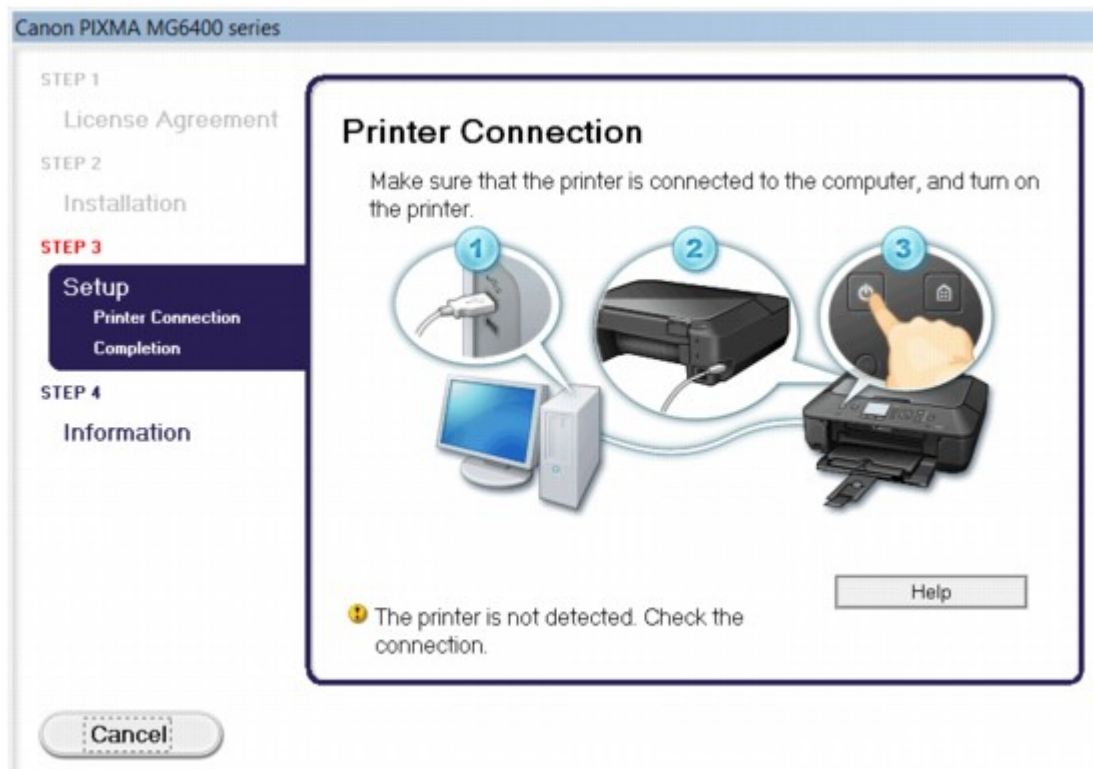 Canon PIXMA MG6400 series
STEP 1
License Agreement
STEP 2
Installation
STEP 3
Setup
Printer Connection
Completion
STEP 4
Information
Printer Connection
Make sure that the printer is connected to the computer, and turn on
the printer.
1
2
3
The printer is not detected. Check the
connection.
Help
Cancel